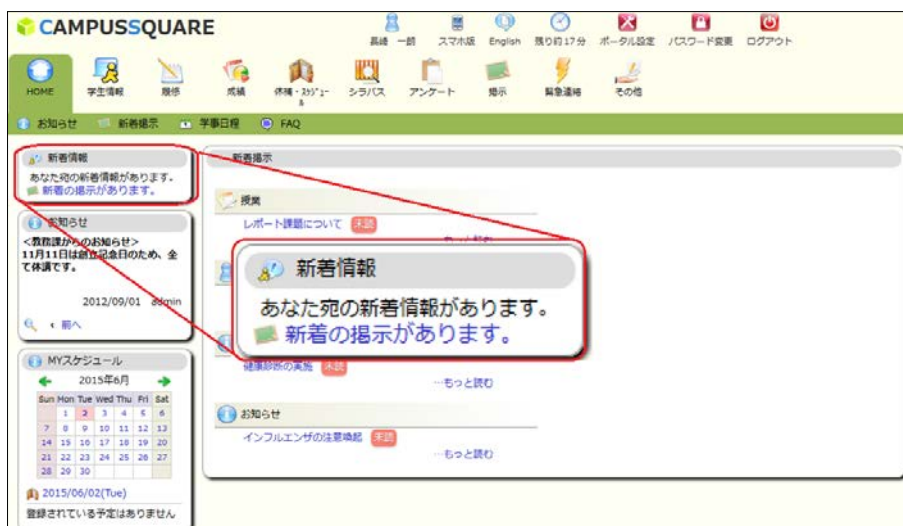 CAMPUSSQUARE
長崎 一朗 スマホ版 English 残り約17分 ポータル設定 パスワード変更 ログアウト
HOME 学生情報 履修 成績 休補・スケジュール シラバス アンケート 掲示 緊急連絡 その他
お知らせ 新着掲示 学事日程 FAQ
新着情報
あなた宛の新着情報があります。
新着の掲示があります。
お知らせ
<教務課からのお知らせ>
11月11日は創立記念日のため、全
て休講です。
2012/09/01 admin
前へ
MYスケジュール
2015年6月
Sun Mon Tue Wed Thu Fri Sat
1 2 3 4 5 6
7 8 9 10 11 12 13
14 15 16 17 18 19 20
21 22 23 24 25 26 27
28 29 30
2015/06/02(Tue)
登録されている予定はありません
新着掲示
授業
レポート課題について 未読
新着情報
あなた宛の新着情報があります。
新着の掲示があります。
健康診断の実施 未読
…もっと読む
お知らせ
インフルエンザの注意喚起 未読
…もっと読む